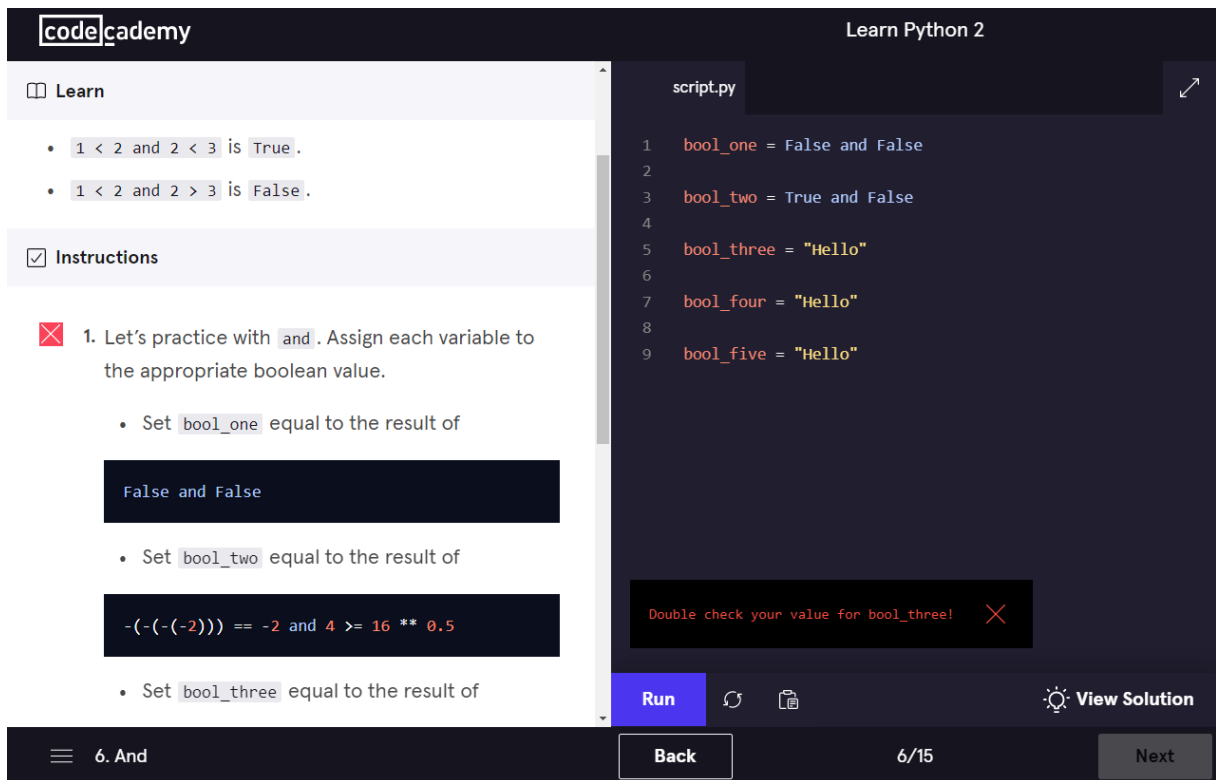 codecademy
Learn Python 2
Learn
1 < 2 and 2 < 3 is True.
1 < 2 and 2 > 3 is False.
Instructions
1. Let's practice with and. Assign each variable to
the appropriate boolean value.
Set bool_one equal to the result of
False and False
Set bool_two equal to the result of
-(-(-(-2))) == -2 and 4 >= 16 ** 0.5
Set bool_three equal to the result of
script.py
1 bool_one = False and False
2
3 bool_two = True and False
4
5 bool_three = "Hello"
6
7 bool_four = "Hello"
8
9 bool_five = "Hello"
Double check your value for bool_three!
Run
View Solution
6. And
Back
6/15
Next